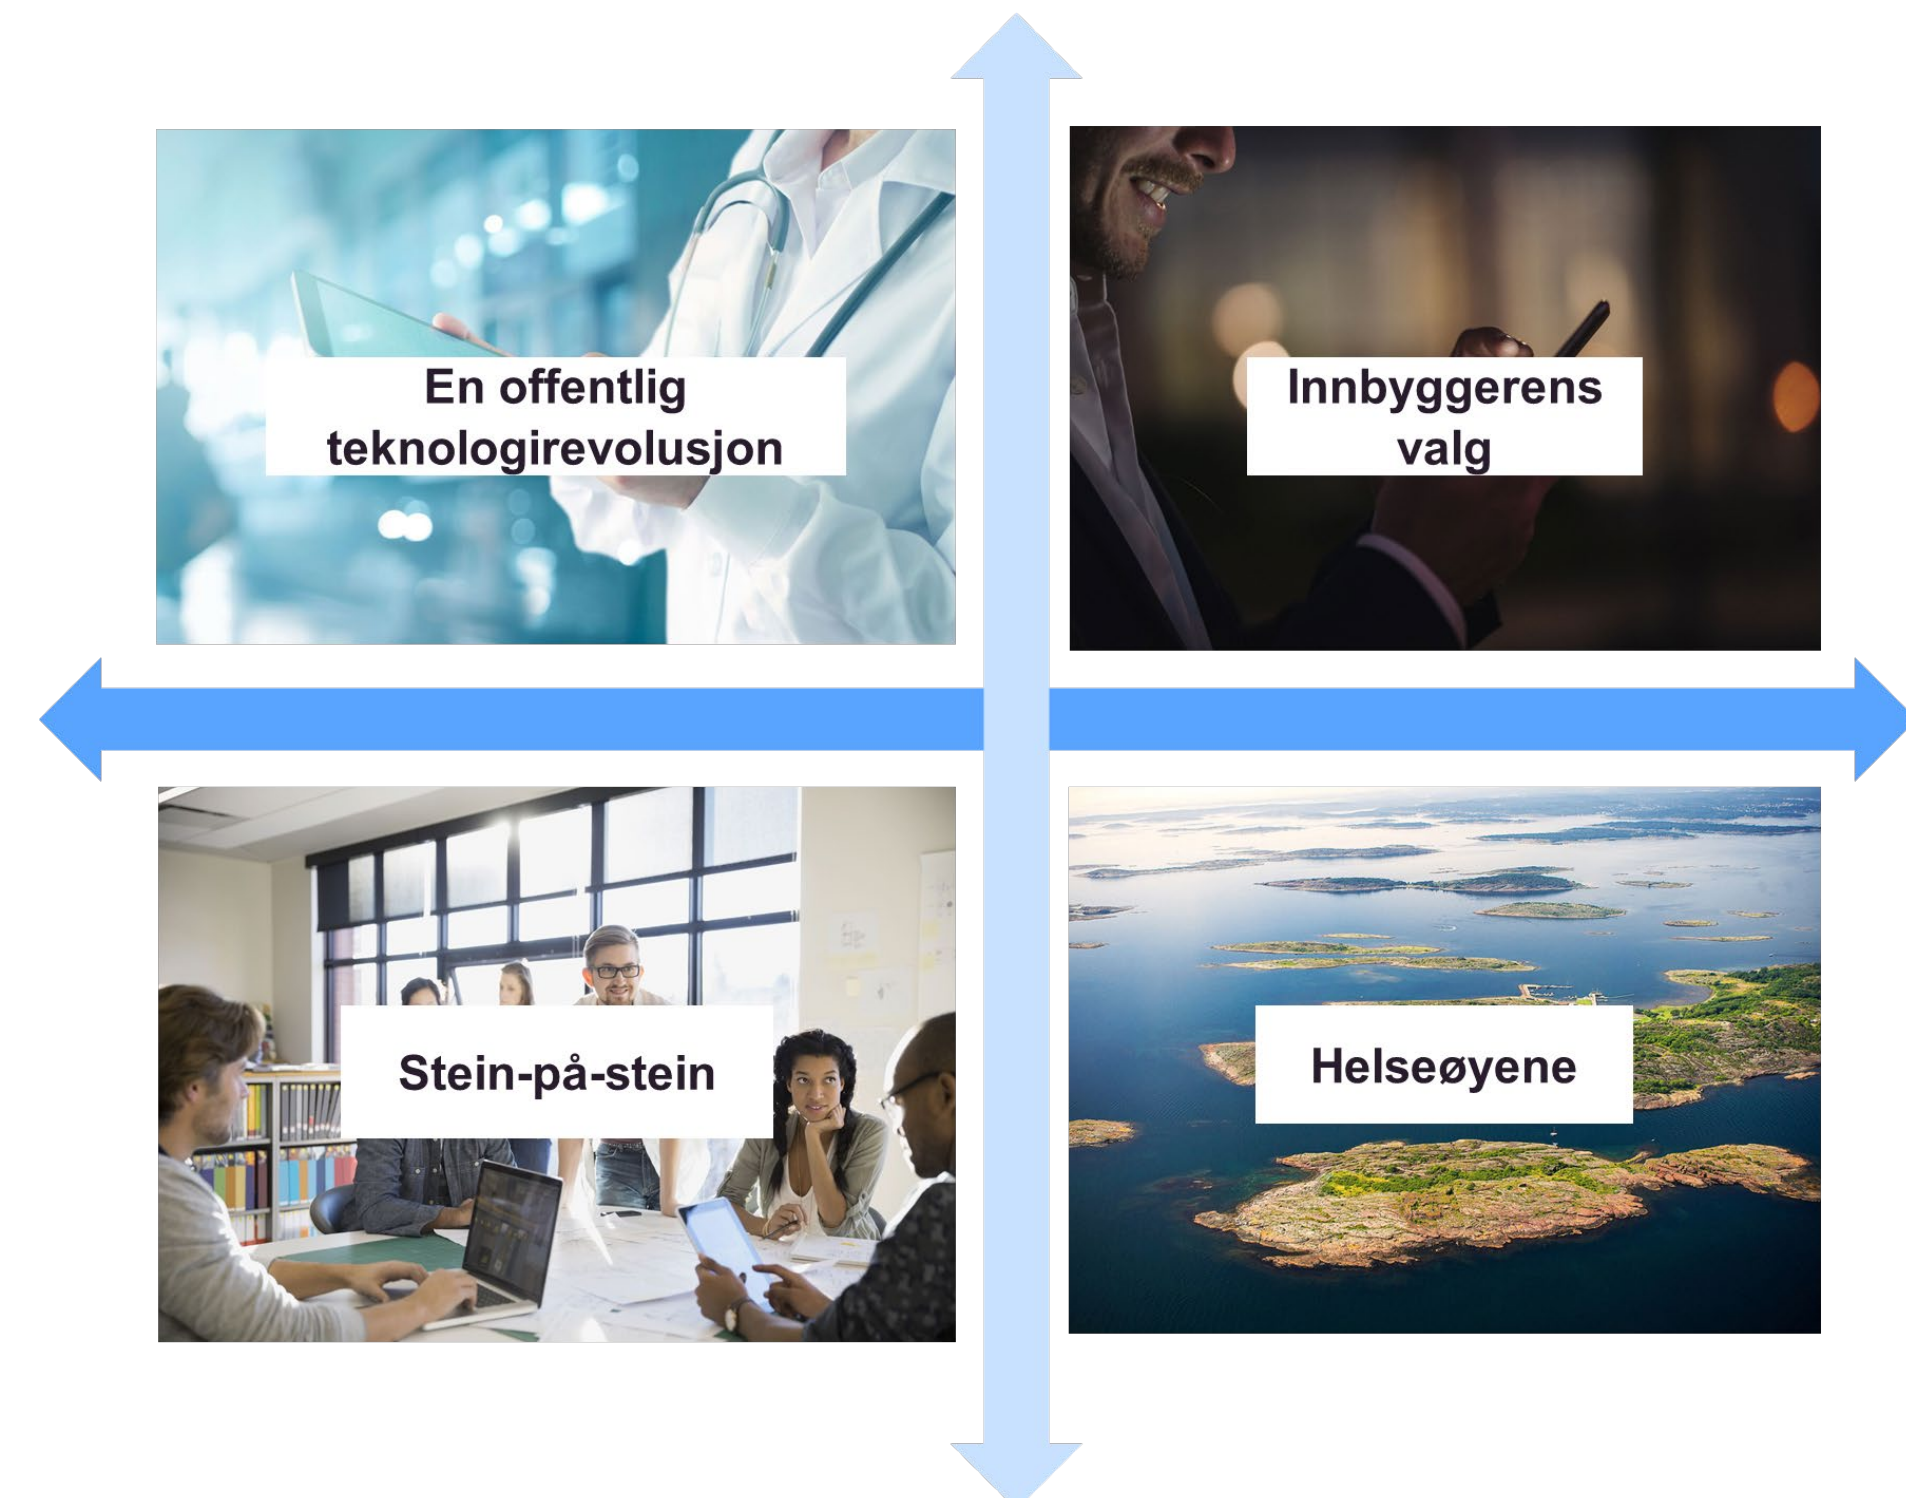 En offentlig
teknologirevolusjon
Innbyggerens
valg
Stein-på-stein
Helseøyene